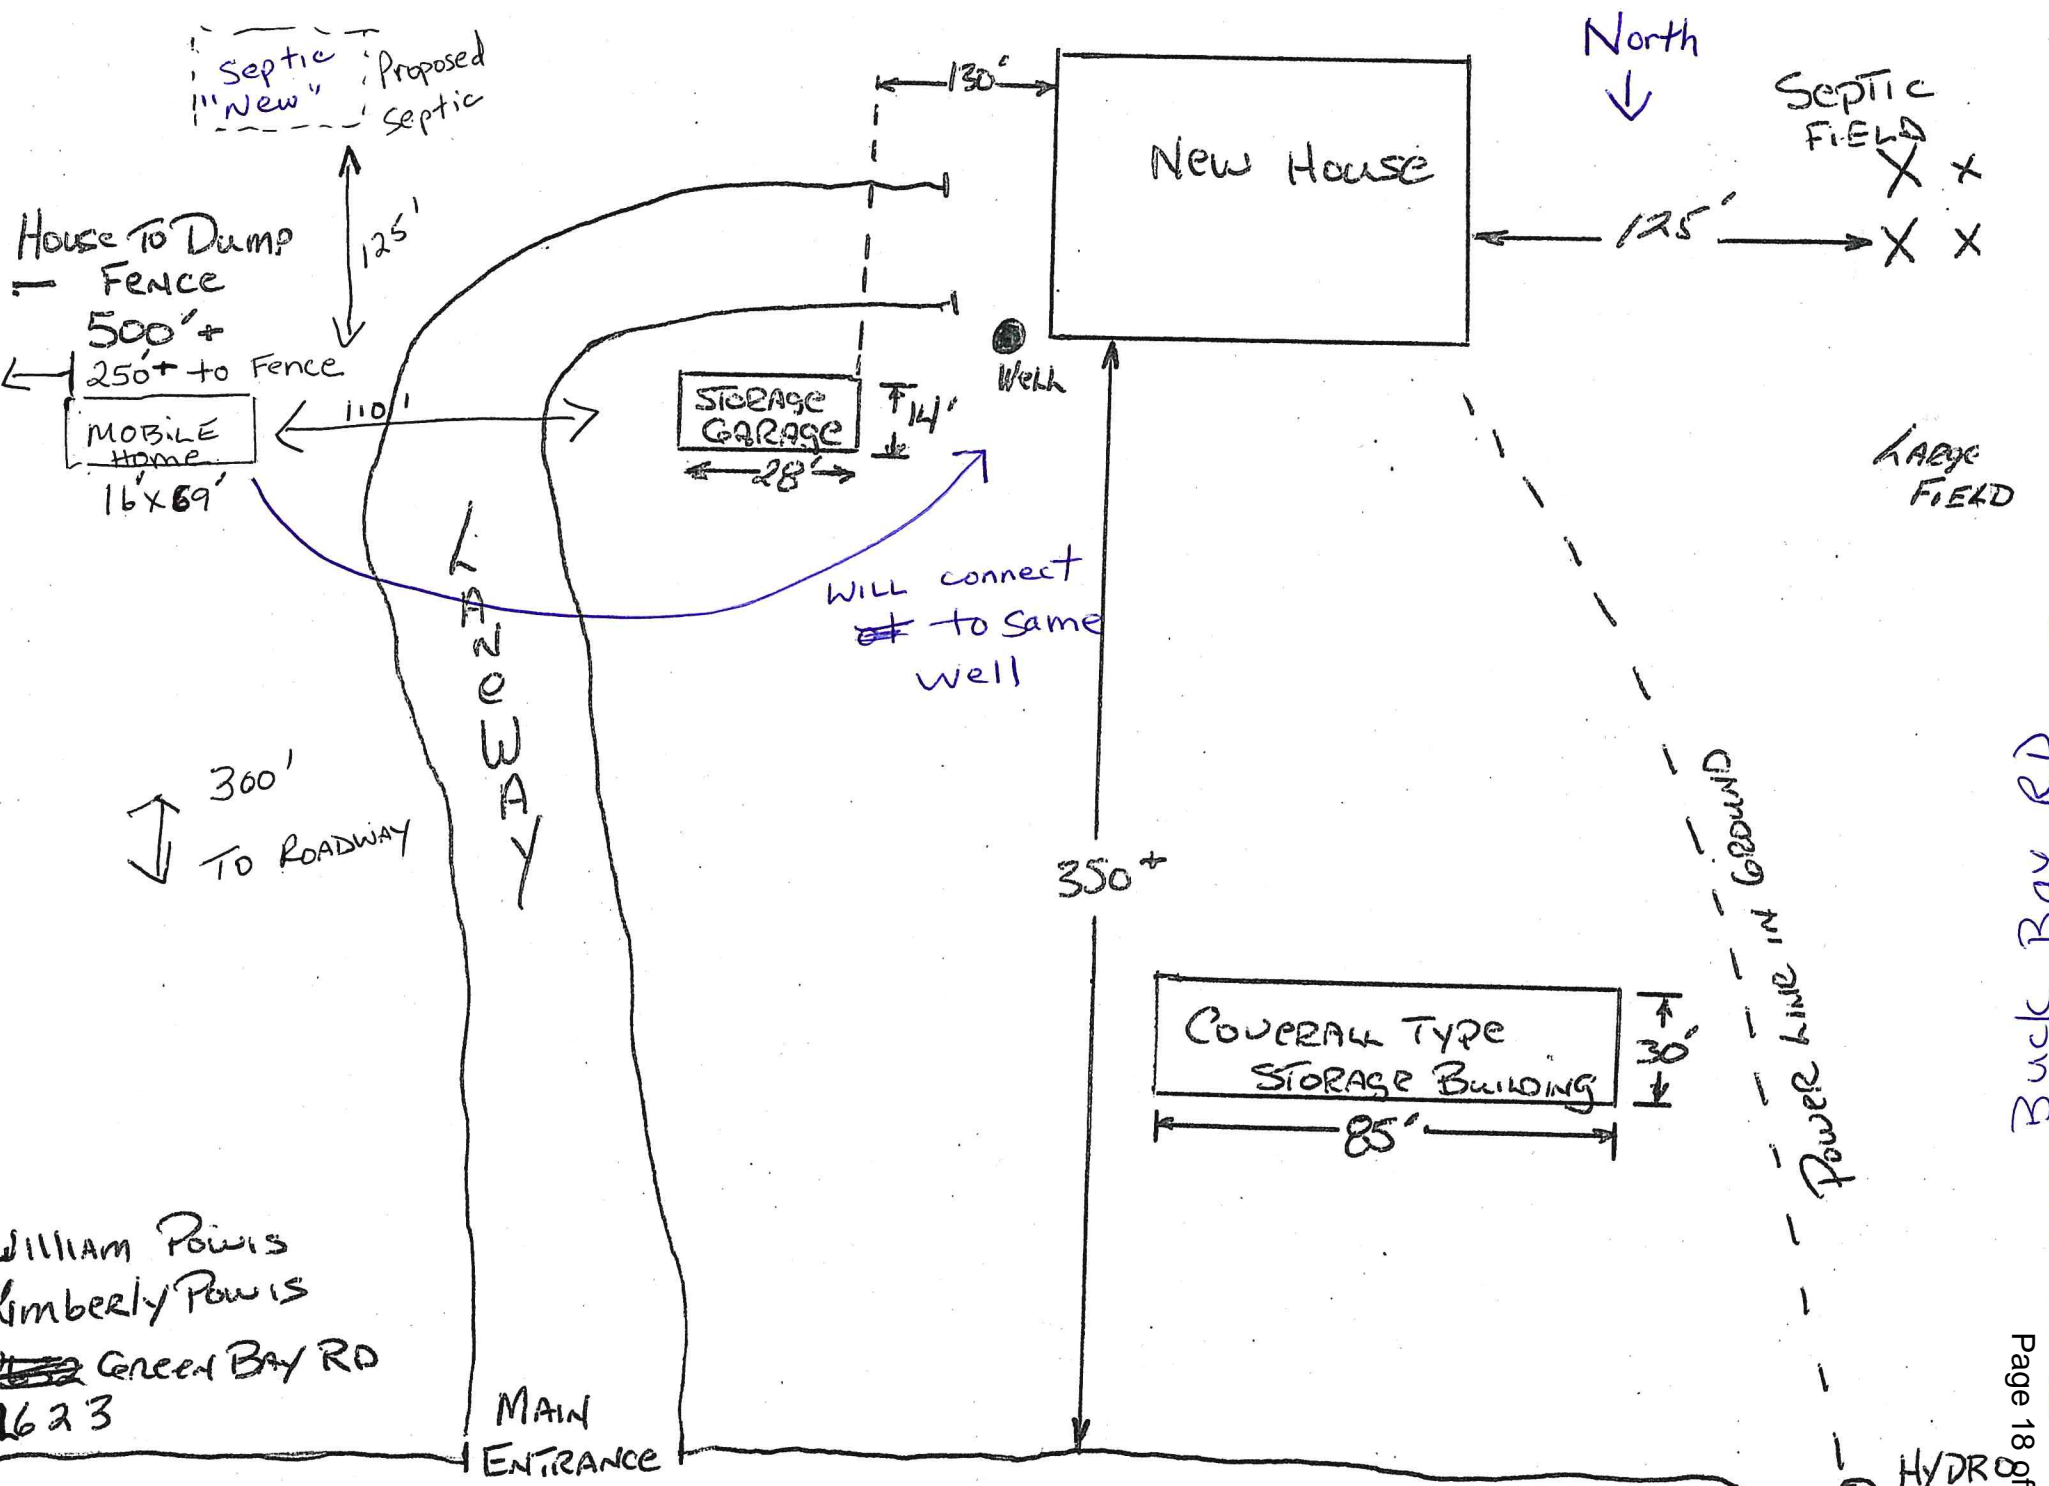 Septic
"New"
Proposed
Septic
130'
New House
North
Septic
Field
X x
X x
125'
125'
House To Dump
- Fence
500'+
250'+ to Fence
Mobile
Home
16'x69'
110'
Storage
Garage
14'
28'
Well
Large
Field
Will connect
to same
well
Laneway
300'
To Roadway
350+
Power Line in Ground
Buck Bay RD
Coverall Type
Storage Building
30'
85'
William Powis
Kimberly Powis
Green Bay RD
1623
Main
Entrance
Hydro
Page 18 of